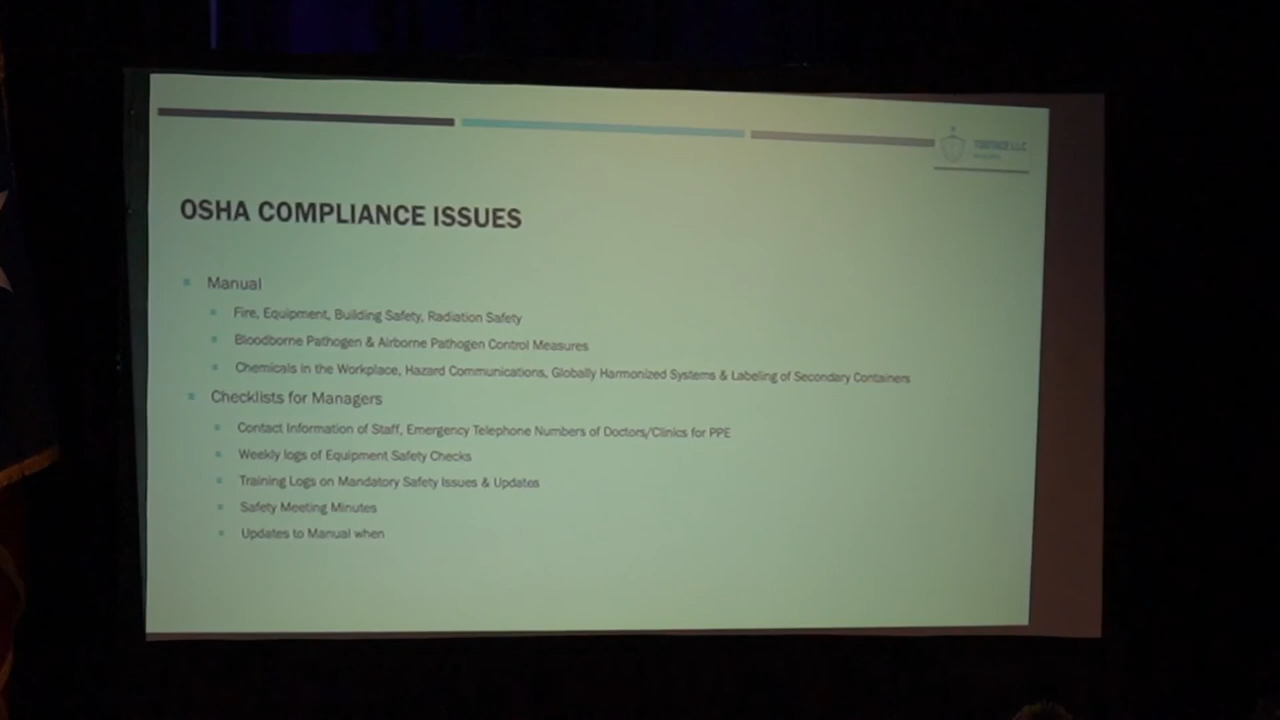 OSHA COMPLIANCE ISSUES
Manual
Fire, Equipment, Building Safety, Radiation Safety
Bloodborne Pathogen & Airborne Pathogen Control Measures
Chemicals in the Workplace, Hazard Communications, Globally Harmonized Systems & Labeling of Secondary Containers
Checklists for Managers
Contact Information of Staff, Emergency Telephone Numbers of Doctors/Clinics for PPE
Weekly logs of Equipment Safety Checks
Training Logs on Mandatory Safety Issues & Updates
Safety Meeting Minutes
Updates to Manual when